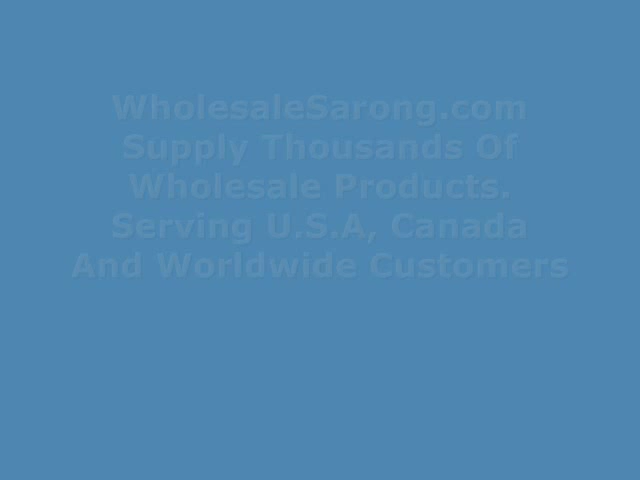 WholesaleSarong.com
Supply Thousands Of
Wholesale Products.
Serving U.S.A, Canada
And Worldwide Customers